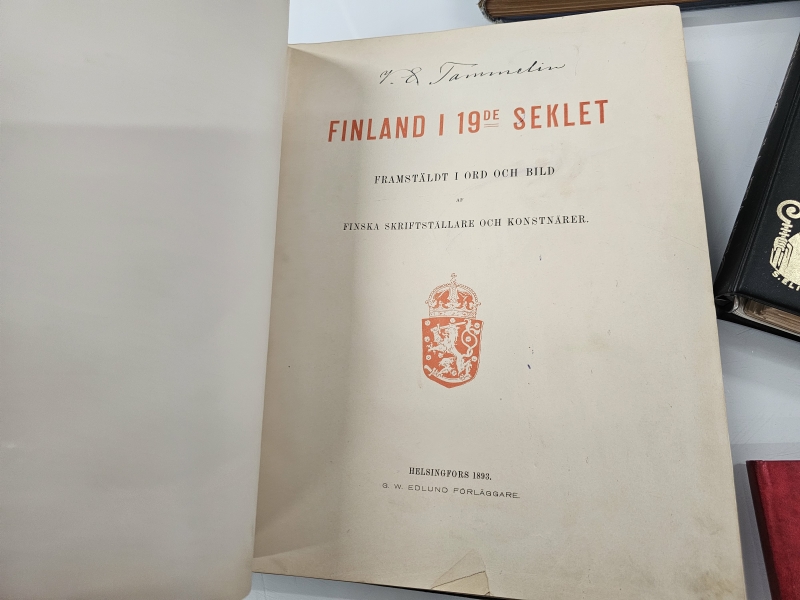 V. E. Tammelin
FINLAND I 19DE SEKLET
FRAMSTÄLDT I ORD OCH BILD
AF
FINSKA SKRIFTSTÄLLARE OCH KONSTNÄRER.
HELSINGFORS 1893.
G. W. EDLUND FÖRLÄGGARE.